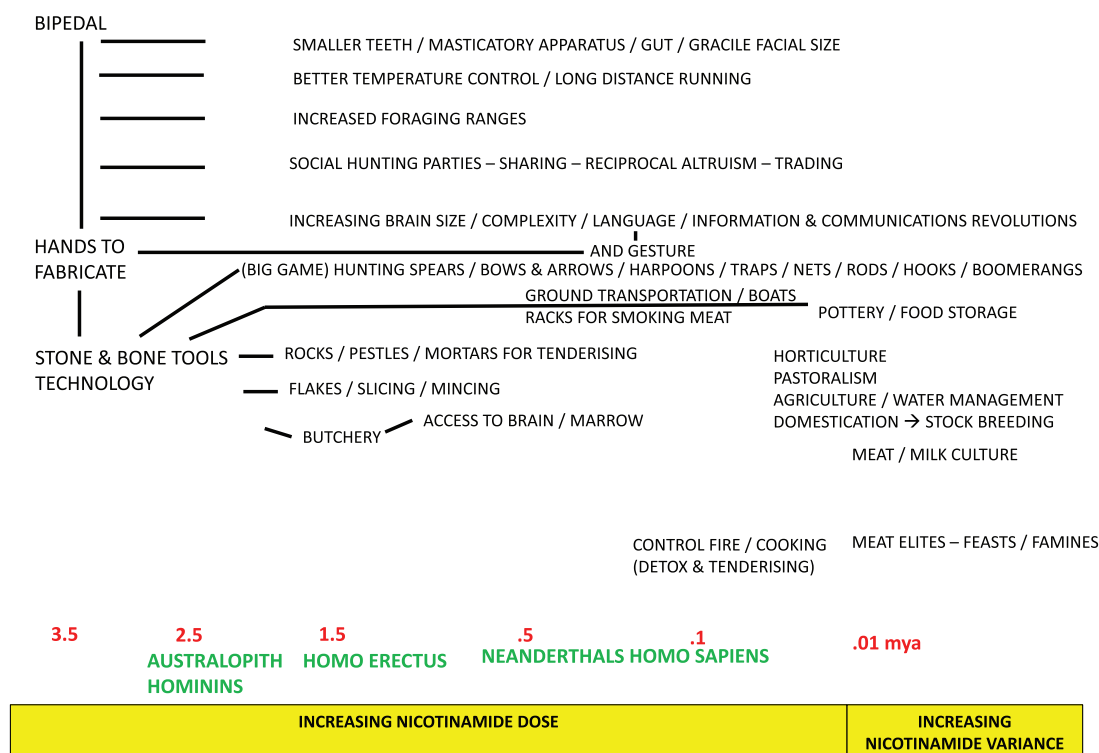 BIPEDAL
SMALLER TEETH / MASTICATORY APPARATUS / GUT / GRACILE FACIAL SIZE
BETTER TEMPERATURE CONTROL / LONG DISTANCE RUNNING
INCREASED FORAGING RANGES
SOCIAL HUNTING PARTIES – SHARING – RECIPROCAL ALTRUISM – TRADING
INCREASING BRAIN SIZE / COMPLEXITY / LANGUAGE / INFORMATION & COMMUNICATIONS REVOLUTIONS
HANDS TO
FABRICATE
AND GESTURE
(BIG GAME) HUNTING SPEARS / BOWS & ARROWS / HARPOONS / TRAPS / NETS / RODS / HOOKS / BOOMERANGS
GROUND TRANSPORTATION / BOATS
RACKS FOR SMOKING MEAT
POTTERY / FOOD STORAGE
STONE & BONE TOOLS
TECHNOLOGY
ROCKS / PESTLES / MORTARS FOR TENDERISING
FLAKES / SLICING / MINCING
BUTCHERY
ACCESS TO BRAIN / MARROW
HORTICULTURE
PASTORALISM
AGRICULTURE / WATER MANAGEMENT
DOMESTICATION → STOCK BREEDING
MEAT / MILK CULTURE
CONTROL FIRE / COOKING
(DETOX & TENDERISING)
MEAT ELITES – FEASTS / FAMINES
3.5
2.5
1.5
.5
.1
.01 mya
AUSTRALOPITH
HOMININS
HOMO ERECTUS
NEANDERTHALS HOMO SAPIENS
INCREASING NICOTINAMIDE DOSE
INCREASING
NICOTINAMIDE VARIANCE